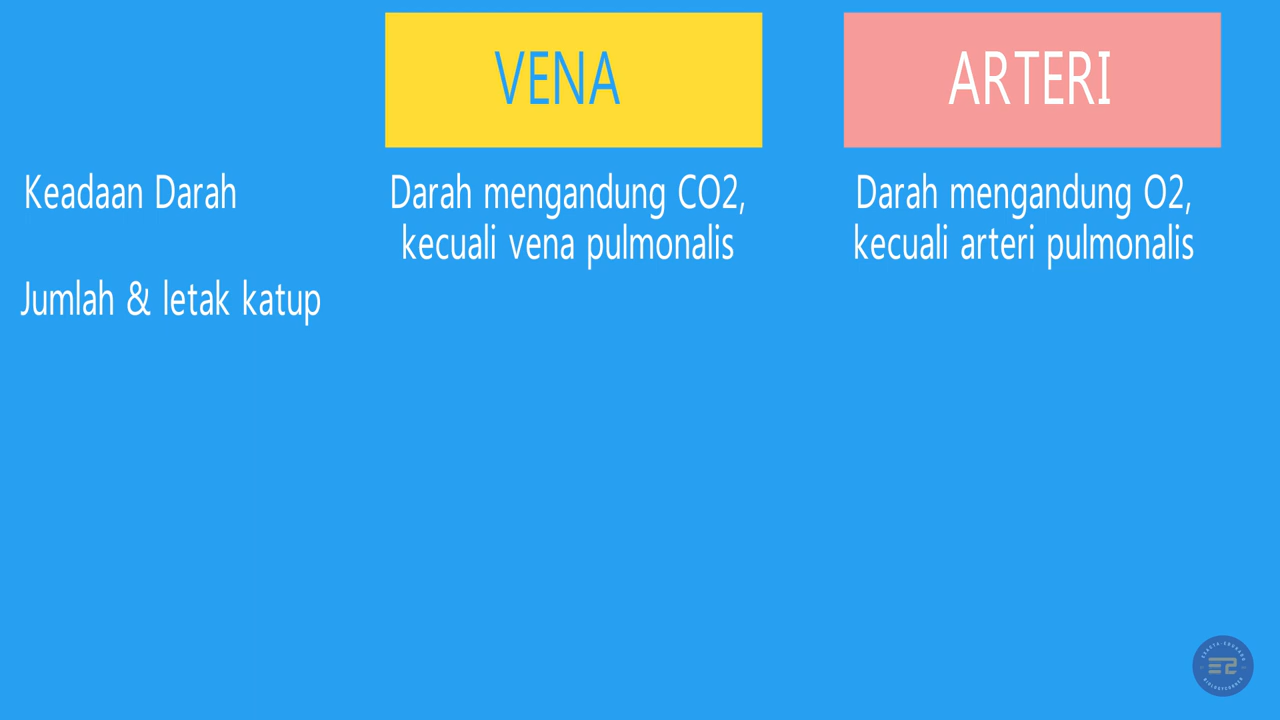 VENA
ARTERI
Keadaan Darah
Darah mengandung CO2,
kecuali vena pulmonalis
Darah mengandung O2,
kecuali arteri pulmonalis
Jumlah & letak katup